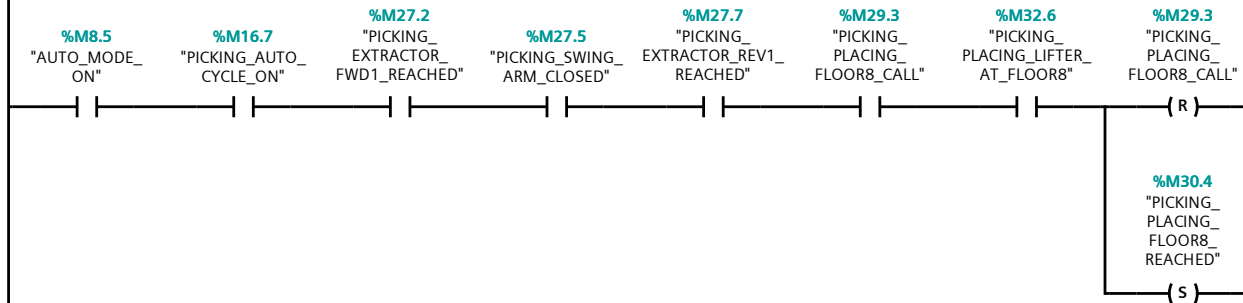 %M8.5
"AUTO_MODE_
ON"
%M16.7
"PICKING_AUTO_
CYCLE_ON"
%M27.2
"PICKING_
EXTRACTOR_
FWD1_REACHED"
%M27.5
"PICKING_SWING_
ARM_CLOSED"
%M27.7
"PICKING_
EXTRACTOR_REV1_
REACHED"
%M29.3
"PICKING_
PLACING_
FLOOR8_CALL"
%M32.6
"PICKING_
PLACING_LIFTER_
AT_FLOOR8"
%M29.3
"PICKING_
PLACING_
FLOOR8_CALL"
R
%M30.4
"PICKING_
PLACING_
FLOOR8_
REACHED"
S